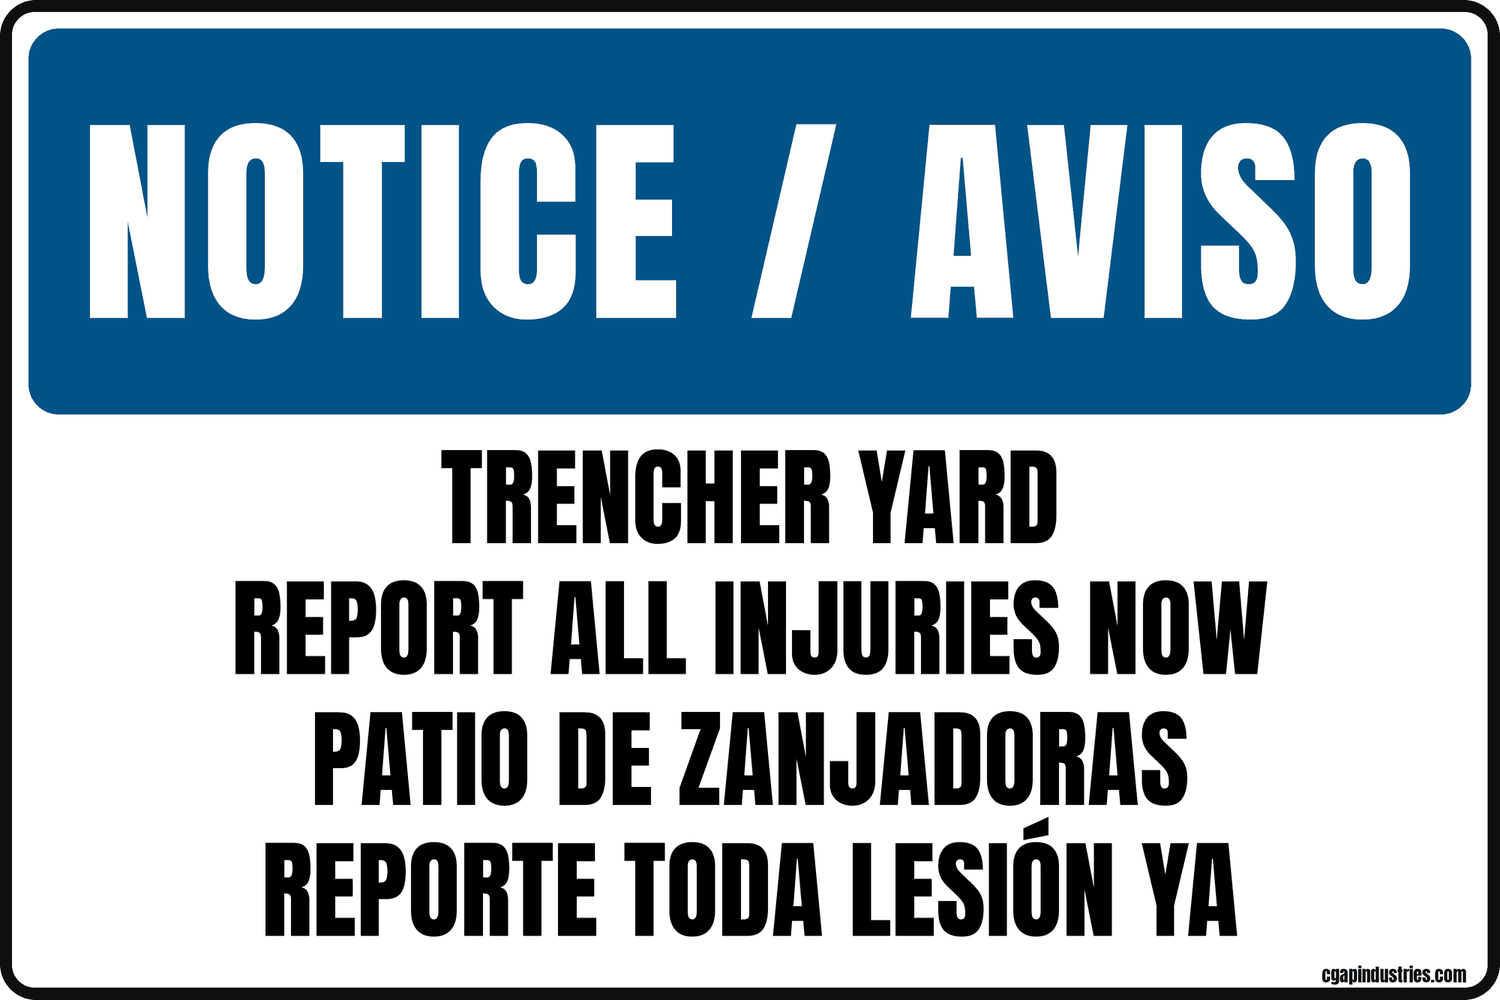 NOTICE / AVISO
TRENCHER YARD
REPORT ALL INJURIES NOW
PATIO DE ZANJADORAS
REPORTE TODA LESIÓN YA
cgapindustries.com